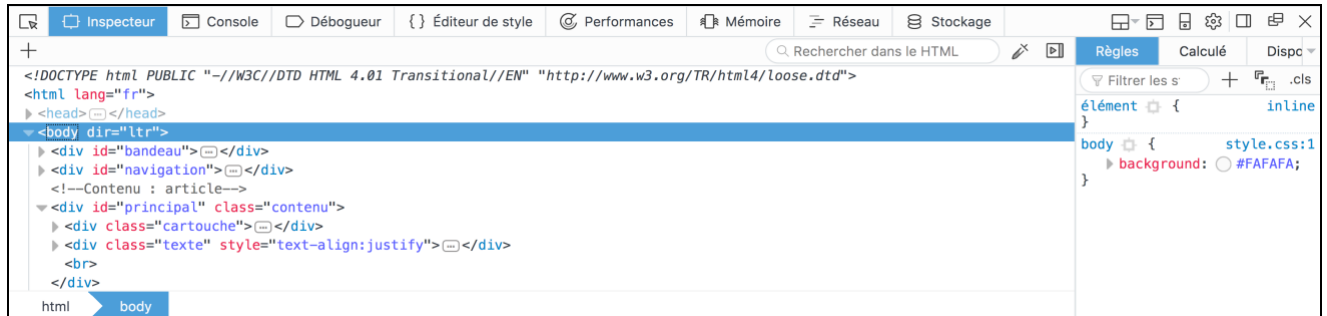 Inspecteur Console Débogueur {} Éditeur de style Performances Mémoire Réseau Stockage
+ Rechercher dans le HTML
<!DOCTYPE html PUBLIC "-//W3C//DTD HTML 4.01 Transitional//EN" "http://www.w3.org/TR/html4/loose.dtd">
<html lang="fr">
<head>…</head>
<body dir="ltr">
<div id="bandeau">…</div>
<div id="navigation">…</div>
<!--Contenu : article-->
<div id="principal" class="contenu">
<div class="cartouche">…</div>
<div class="texte" style="text-align:justify">…</div>
<br>
</div>
html body
Règles Calculé Dispo
Filtrer les s + .cls
élément { inline
}
body { style.css:1
background: #FAFAFA;
}